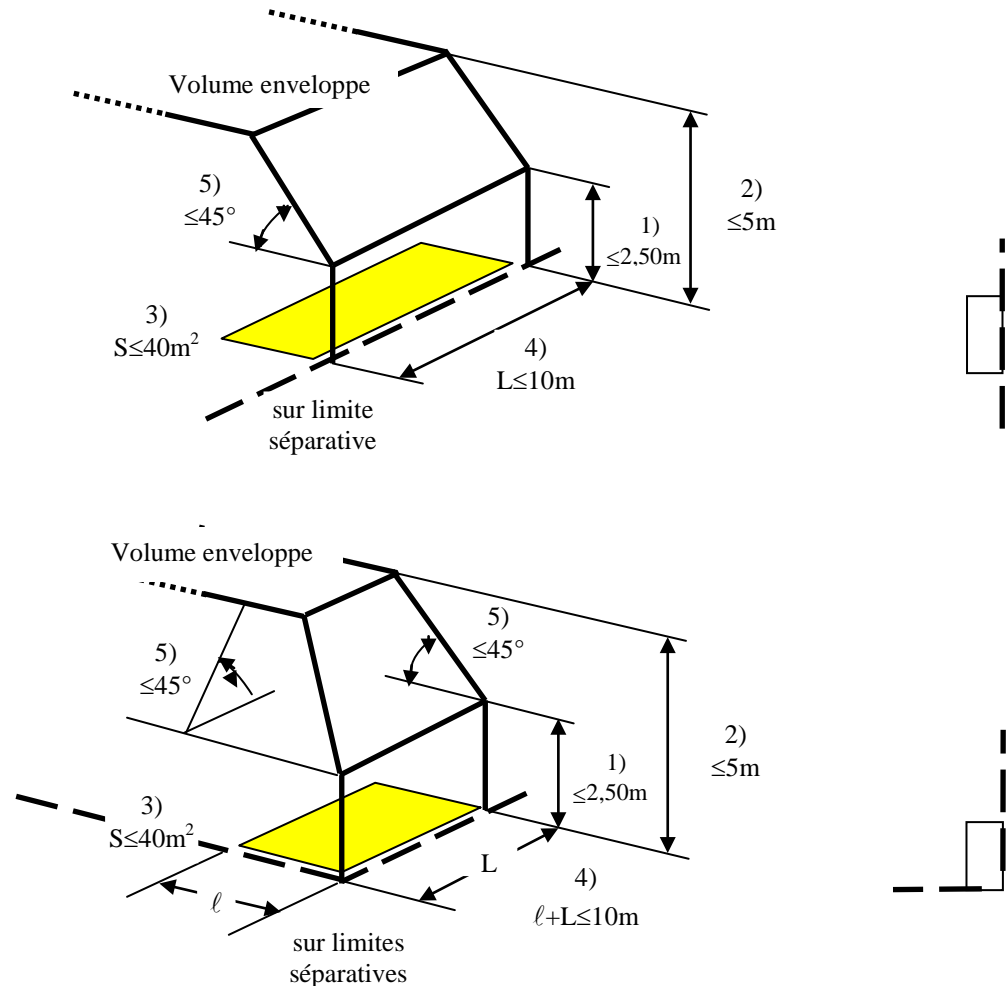 Volume enveloppe
5)
≤45°
2)
≤5m
1)
≤2,50m
3)
S≤40m²
4)
L≤10m
sur limite
séparative
Volume enveloppe
5)
≤45°
5)
≤45°
2)
≤5m
1)
≤2,50m
3)
S≤40m²
L
4)
ℓ
ℓ+L≤10m
sur limites
séparatives